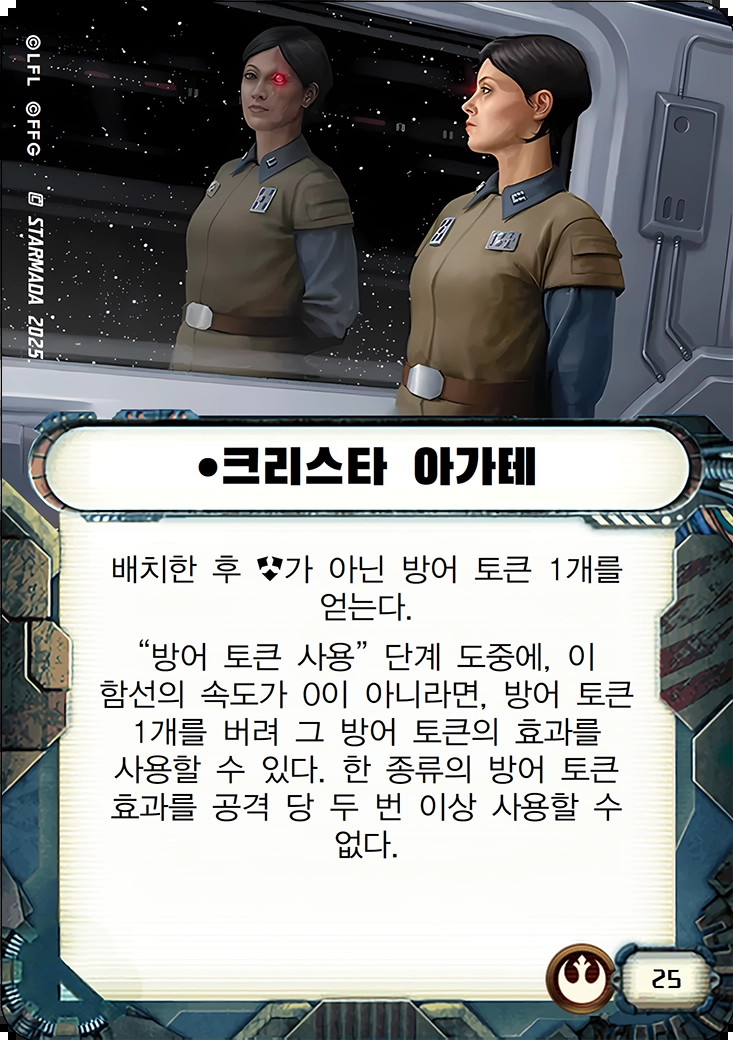 ©LFL ©FFG © STARMADA 2025.
•크리스타 아가테
배치한 후 가 아닌 방어 토큰 1개를
얻는다.
“방어 토큰 사용” 단계 도중에, 이
함선의 속도가 0이 아니라면, 방어 토큰
1개를 버려 그 방어 토큰의 효과를
사용할 수 있다. 한 종류의 방어 토큰
효과를 공격 당 두 번 이상 사용할 수
없다.
25